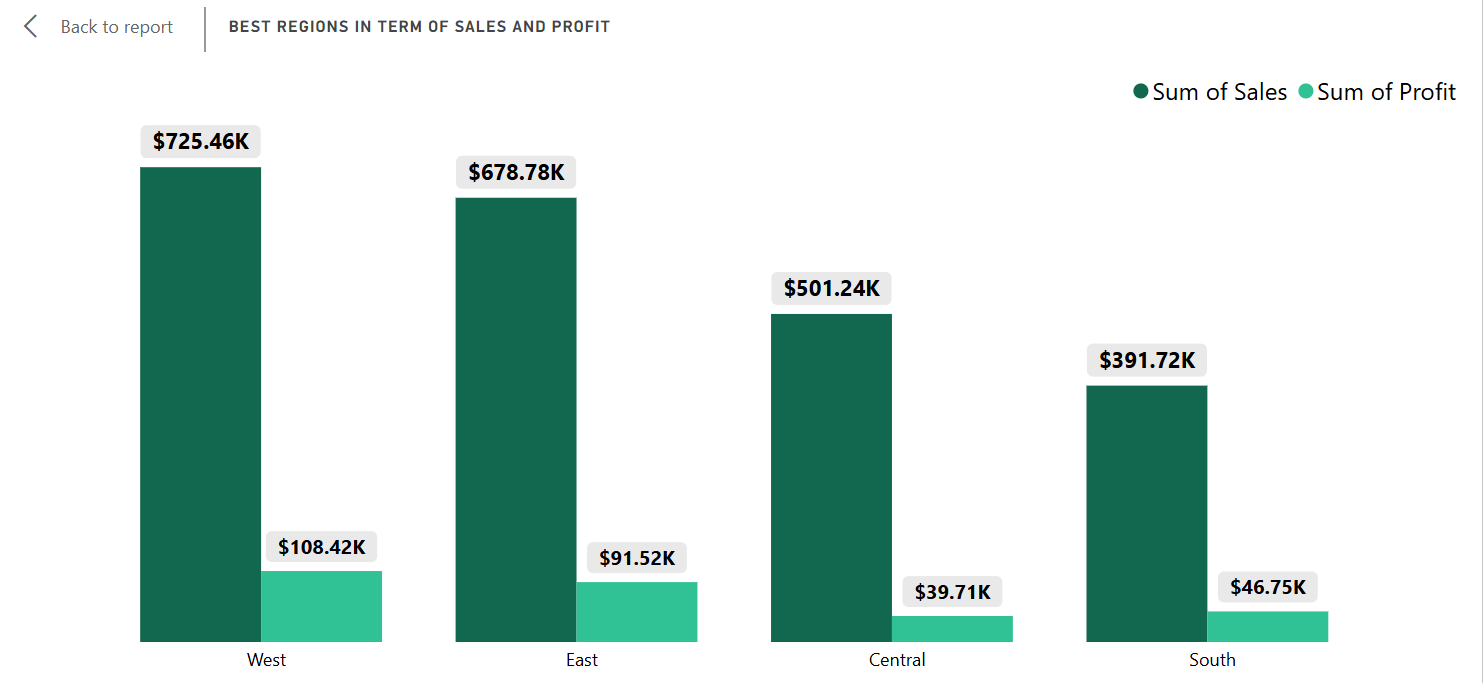 Back to report
BEST REGIONS IN TERM OF SALES AND PROFIT
Sum of Sales Sum of Profit
$725.46K
$678.78K
$501.24K
$391.72K
$108.42K
$91.52K
$39.71K
$46.75K
West
East
Central
South